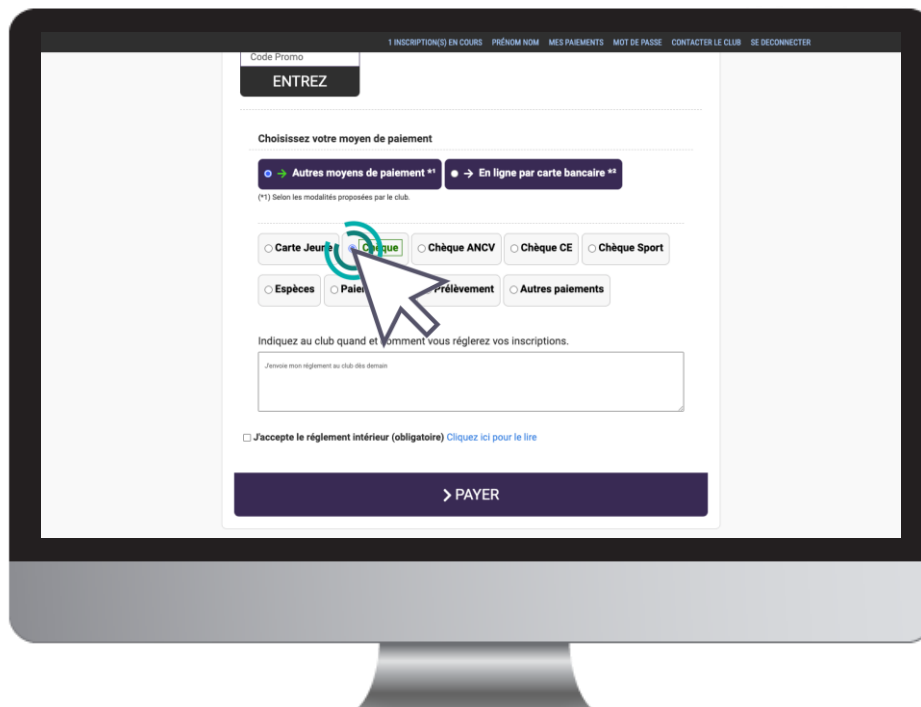 1 INSCRIPTION(S) EN COURS PRÉNOM NOM MES PAIEMENTS MOT DE PASSE CONTACTER LE CLUB SE DECONNECTER
Code Promo
ENTREZ
Choisissez votre moyen de paiement
→ Autres moyens de paiement *¹ → En ligne par carte bancaire *²
(*1) Selon les modalités proposées par le club.
Carte Jeune Chèque Chèque ANCV Chèque CE Chèque Sport
Espèces Prélèvement Autres paiements
Indiquez au club quand et comment vous réglerez vos inscriptions.
J'envoie mon réglement au club dès demain
J'accepte le réglement intérieur (obligatoire) Cliquez ici pour le lire
> PAYER